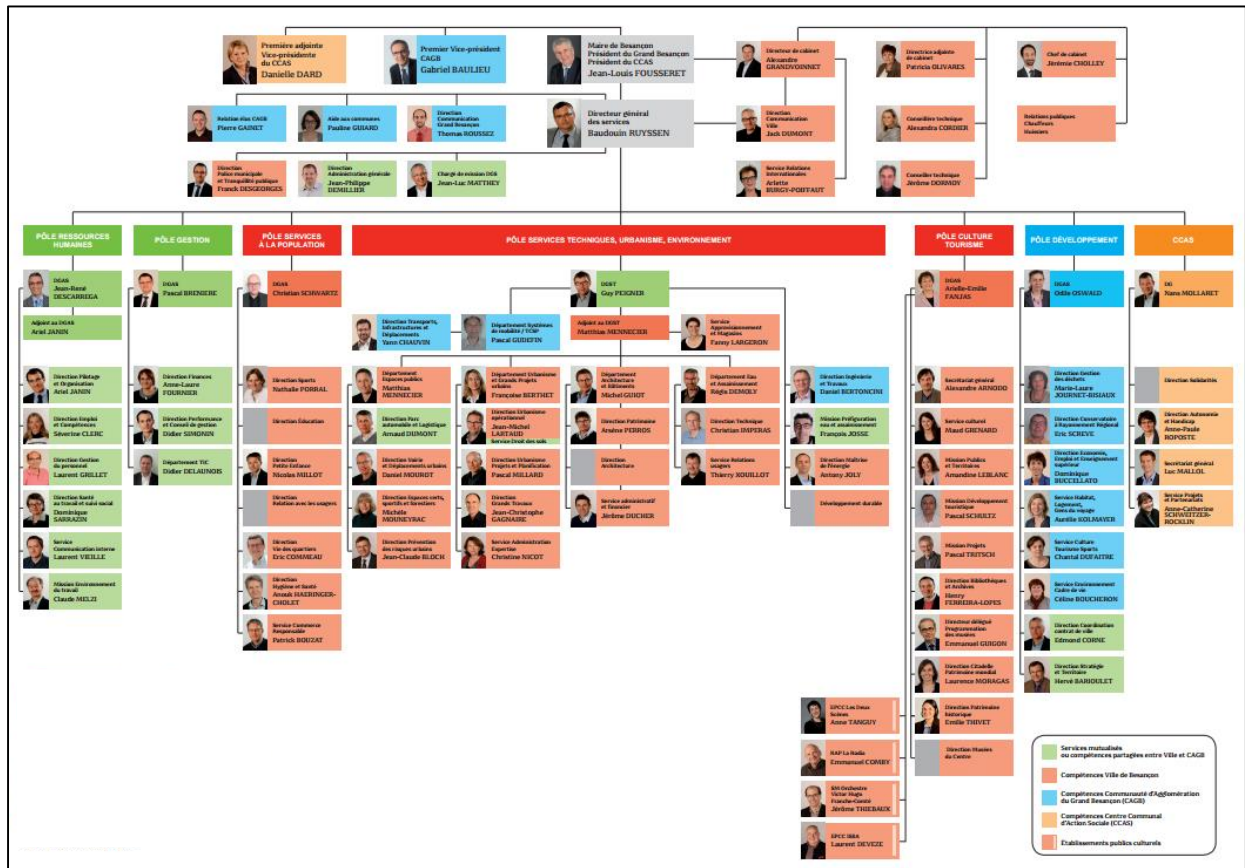 Première adjointe
Vice-présidente
du CCAS
Danielle DARD
Premier Vice-président
CAGB
Gabriel BAULIEU
Maire de Besançon
Président du Grand Besançon
Président du CCAS
Jean-Louis FOUSSERET
Directeur de cabinet
Alexandre
GRANDVOINNET
Directrice adjointe
de cabinet
Patricia OLIVARES
Chef de cabinet
Jérémie CHOLLEY
Relation élus CAGB
Pierre GAINET
Aide aux communes
Pauline GUIARD
Direction
Communication
Grand Besançon
Thomas ROUSSEZ
Directeur général
des services
Baudouin RUYSSEN
Direction
Communication
Ville
Jack DUMONT
Conseillère technique
Alexandra CORDIER
Relations publiques
Chauffeurs
Huissiers
Direction
Police municipale
et Tranquilité publique
Franck DESGEORGES
Direction
Administration générale
Jean-Philippe
DEMILLIER
Chargé de mission DGS
Jean-Luc MATTHEY
Service Relations
Internationales
Arlette
BURGY-POIFFAUT
Conseiller technique
Jérôme DORMOY
PÔLE RESSOURCES
HUMAINES
PÔLE GESTION
PÔLE SERVICES
À LA POPULATION
PÔLE SERVICES TECHNIQUES, URBANISME, ENVIRONNEMENT
PÔLE CULTURE
TOURISME
PÔLE DÉVELOPPEMENT
CCAS
DGAS
Jean-René
DESCARREGA
Adjoint au DGAS
Ariel JANIN
DGAS
Pascal BRENIERE
DGAS
Christian SCHWARTZ
DGST
Guy PEIGNER
DGAS
Arielle-Emilie
FANJAS
DGAS
Odile OSWALD
DG
Nans MOLLARET
Direction Transports,
Infrastructures et
Déplacements
Yann CHAUVIN
Département Systèmes
de mobilité / TCSP
Pascal GUDEFIN
Adjoint au DGST
Matthias MENNECIER
Service
Approvisionnement
et Magasins
Fanny LARGERON
Direction Pilotage
et Organisation
Ariel JANIN
Direction Emploi
et Compétences
Séverine CLERC
Direction Gestion
du personnel
Laurent GRILLET
Direction Santé
au travail et suivi social
Dominique
SARRAZIN
Service
Communication interne
Laurent VIEILLE
Mission Environnement
du travail
Claude MELZI
Direction Finances
Anne-Laure
FOURNIER
Direction Performance
et Conseil de gestion
Didier SIMONIN
Département TIC
Didier DELAUNOIS
Direction Sports
Nathalie PORRAL
Direction Éducation
Direction
Petite Enfance
Nicolas MILLOT
Direction
Relation avec les usagers
Direction
Vie des quartiers
Eric COMMEAU
Direction
Hygiène et Santé
Anouk HAERINGER-
CHOLET
Service Commerce
Responsable
Patrick BOUZAT
Département
Espaces publics
Matthias
MENNECIER
Direction Parc
automobile et Logistique
Arnaud DUMONT
Direction Voirie
et Déplacements urbains
Daniel MOUROT
Direction Espaces verts,
sportifs et forestiers
Michèle
MOUNEYRAC
Direction Prévention
des risques urbains
Jean-Claude BLOCH
Département Urbanisme
et Grands Projets
urbains
Françoise BERTHET
Direction Urbanisme
opérationnel
Jean-Michel
LARTAUD
Service Droit des sols
Direction Urbanisme
Projets et Planification
Pascal MILLARD
Direction
Grands Travaux
Jean-Christophe
GAGNAIRE
Service Administration
Expertise
Christine NICOT
Département
Architecture
et Bâtiments
Michel GUIOT
Direction Patrimoine
Arsène PERROS
Direction
Architecture
Service administratif
et financier
Jérôme DUCHER
Département Eau
et Assainissement
Régis DEMOLY
Direction Technique
Christian IMPERAS
Service Relations
usagers
Thierry XOUILLOT
Direction Ingénierie
et Travaux
Daniel BERTONCINI
Mission Préfiguration
eau et assainissement
François JOSSE
Direction Maîtrise
de l'énergie
Antony JOLY
Développement durable
Secrétariat général
Alexandre ARNODO
Service culturel
Maud GRENARD
Mission Publics et
Territoires
Amandine LEBLANC
Mission Développement
touristique
Pascal SCHULTZ
Mission Projets
Pascal TRITSCH
Direction Bibliothèques
et Archives
Henry
FERREIRA-LOPES
Directeur délégué
Programmation
des musées
Emmanuel GUIGON
Direction Citadelle
Patrimoine mondial
Laurence MORAGAS
Direction Patrimoine
historique
Emilie THIVET
Direction Musées
du Centre
EPCC Les Deux
Scènes
Anne TANGUY
RAP La Rodia
Emmanuel COMBY
SM Orchestre
Victor Hugo
Franche-Comté
Jérôme THIEBAUX
EPCC ISBA
Laurent DEVEZE
Direction Gestion
des déchets
Marie-Laure
JOURNET-BISIAUX
Direction Conservatoire
à Rayonnement Régional
Eric SCREVE
Direction Economie,
Emploi et Enseignement
supérieur
Dominique
BUCCELLATO
Service Habitat,
Logement,
Gens du voyage
Aurélie KOLMAYER
Service Culture
Tourisme Sports
Chantal DUFAITRE
Service Environnement
Cadre de vie
Céline BOUCHERON
Direction Coordination
contrat de ville
Edmond CORNE
Direction Stratégie
et Territoire
Hervé BARIOULET
Direction Solidarités
Direction Autonomie
et Handicap
Anne-Paule
ROPOSTE
Secrétariat général
Luc MALLOL
Service Projets et
Partenariats
Anne-Catherine
SCHWEITZER-
ROCKLIN
Services mutualisés
ou compétences partagées entre Ville et CAGB
Compétences Ville de Besançon
Compétences Communauté d'Agglomération
du Grand Besançon (CAGB)
Compétences Centre Communal
d'Action Sociale (CCAS)
Etablissements publics culturels